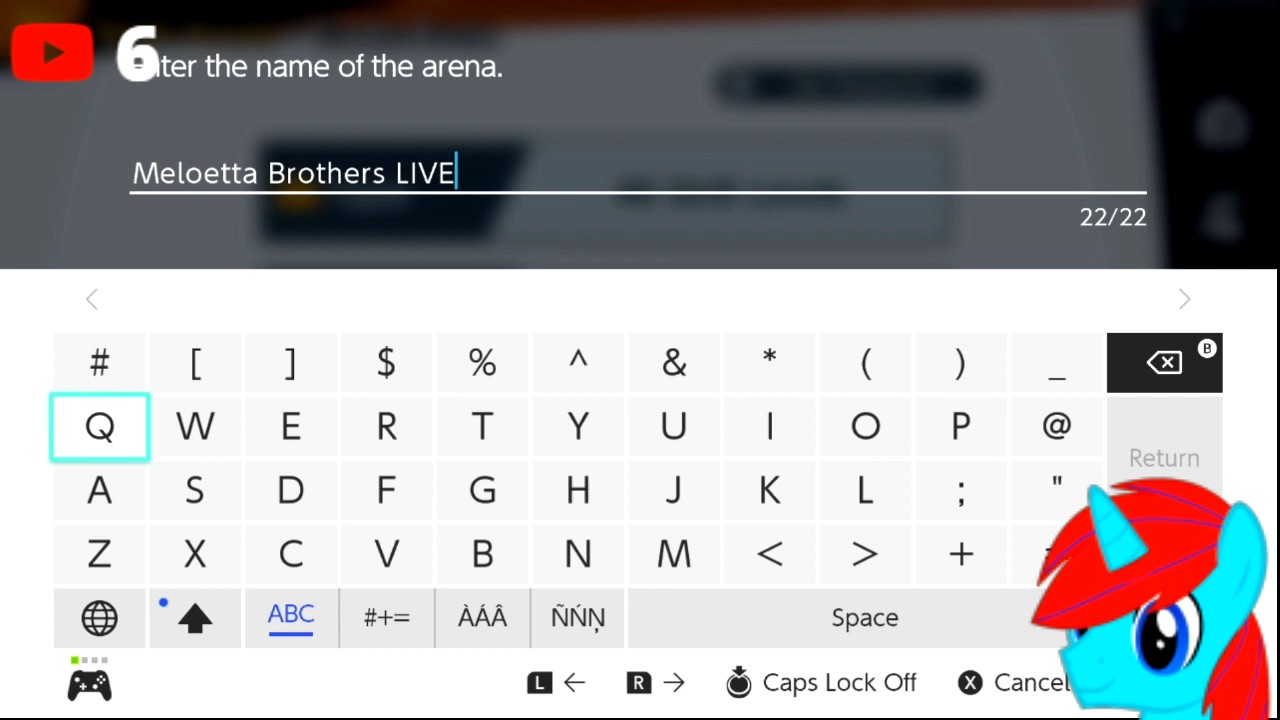 6
ter the name of the arena.
Meloetta Brothers LIVE
22/22
# [ ] $ % ^ & * ( ) _ B
Q W E R T Y U I O P @
Return
A S D F G H J K L ; "
Z X C V B N M < > +
ABC #+= ÀÁÂ ÑŃŅ Space
L ← R → Caps Lock Off X Cancel